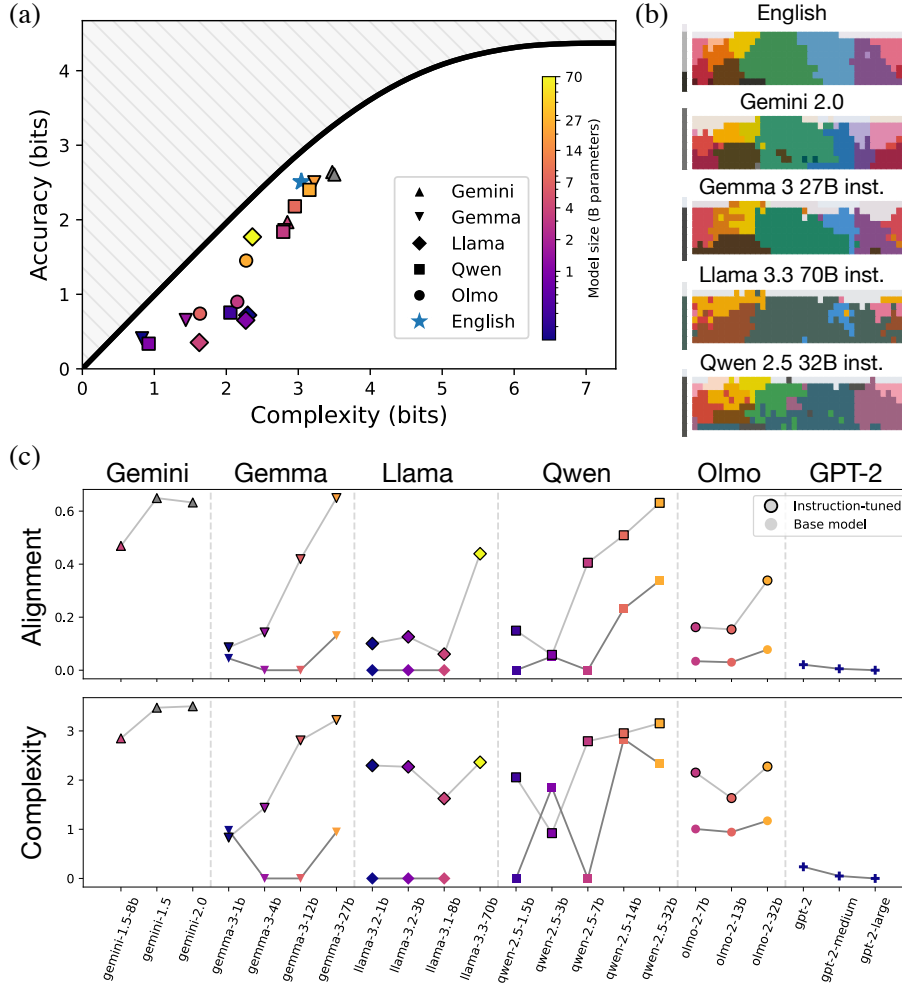 (a)
Accuracy (bits)
4
3
2
1
0
0 1 2 3 4 5 6 7
Complexity (bits)
70
27
14
7
4
2
1
Model size (B parameters)
Gemini
Gemma
Llama
Qwen
Olmo
English
(b)
English
Gemini 2.0
Gemma 3 27B inst.
Llama 3.3 70B inst.
Qwen 2.5 32B inst.
(c)
Gemini Gemma Llama Qwen Olmo GPT-2
Alignment
0.6
0.4
0.2
0.0
Instruction-tuned
Base model
Complexity
3
2
1
0
gemini-1.5-8b
gemini-1.5
gemini-2.0
gemma-3-1b
gemma-3-4b
gemma-3-12b
gemma-3-27b
llama-3.2-1b
llama-3.2-3b
llama-3.1-8b
llama-3.3-70b
qwen-2.5-1.5b
qwen-2.5-3b
qwen-2.5-7b
qwen-2.5-14b
qwen-2.5-32b
olmo-2-7b
olmo-2-13b
olmo-2-32b
gpt-2
gpt-2-medium
gpt-2-large